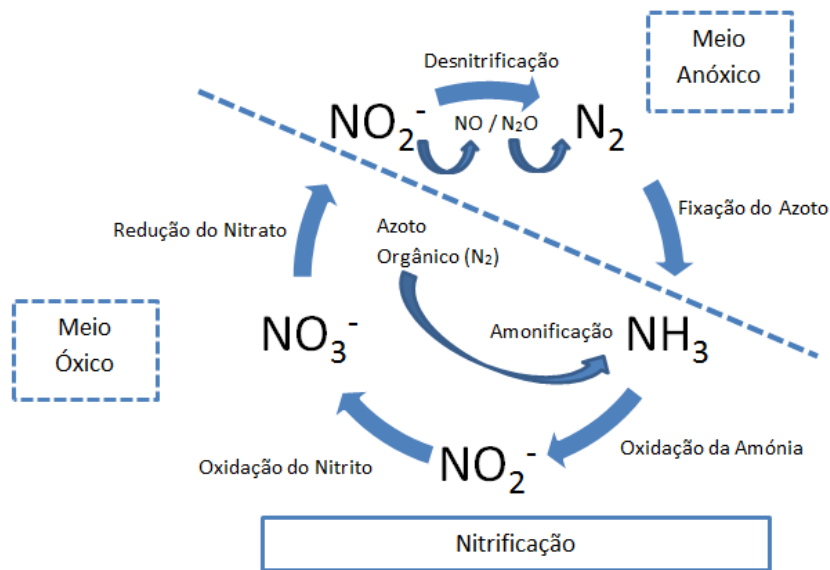 Meio
Anóxico
Desnitrificação
NO₂⁻
NO / N₂O
N₂
Redução do Nitrato
Azoto
Orgânico (N₂)
Fixação do Azoto
Meio
Óxico
NO₃⁻
Amonificação
NH₃
Oxidação do Nitrito
NO₂⁻
Oxidação da Amónia
Nitrificação